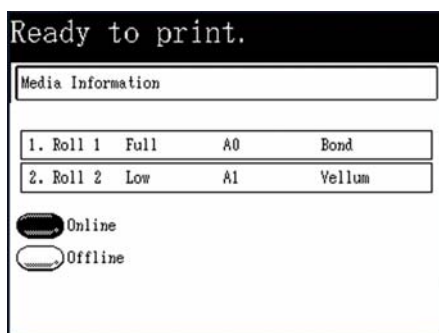 Ready to print.
Media Information
1. Roll 1 Full A0 Bond
2. Roll 2 Low A1 Vellum
Online
Offline